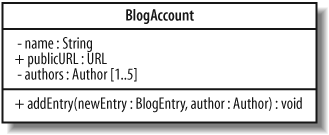 BlogAccount
- name : String
+ publicURL : URL
- authors : Author [1..5]
+ addEntry(newEntry : BlogEntry, author : Author) : void